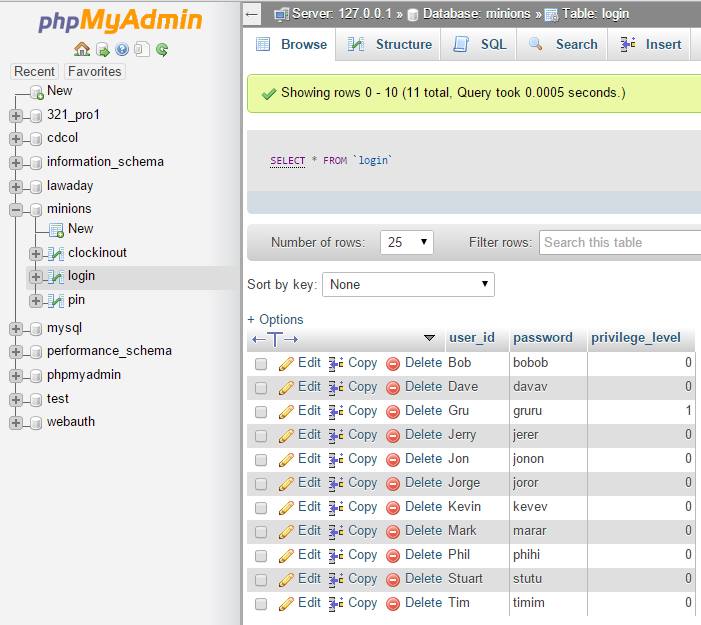 phpMyAdmin
Recent Favorites
New
321_pro1
cdcol
information_schema
lawaday
minions
New
clockinout
login
pin
mysql
performance_schema
phpmyadmin
test
webauth
Server: 127.0.0.1 » Database: minions » Table: login
Browse Structure SQL Search Insert
Showing rows 0 - 10 (11 total, Query took 0.0005 seconds.)
SELECT * FROM `login`
Number of rows: 25 Filter rows: Search this table
Sort by key: None
+ Options
←T→ user_id password privilege_level
Edit Copy Delete Bob bobob 0
Edit Copy Delete Dave davav 0
Edit Copy Delete Gru gruru 1
Edit Copy Delete Jerry jerer 0
Edit Copy Delete Jon jonon 0
Edit Copy Delete Jorge joror 0
Edit Copy Delete Kevin kevev 0
Edit Copy Delete Mark marar 0
Edit Copy Delete Phil phihi 0
Edit Copy Delete Stuart stutu 0
Edit Copy Delete Tim timim 0